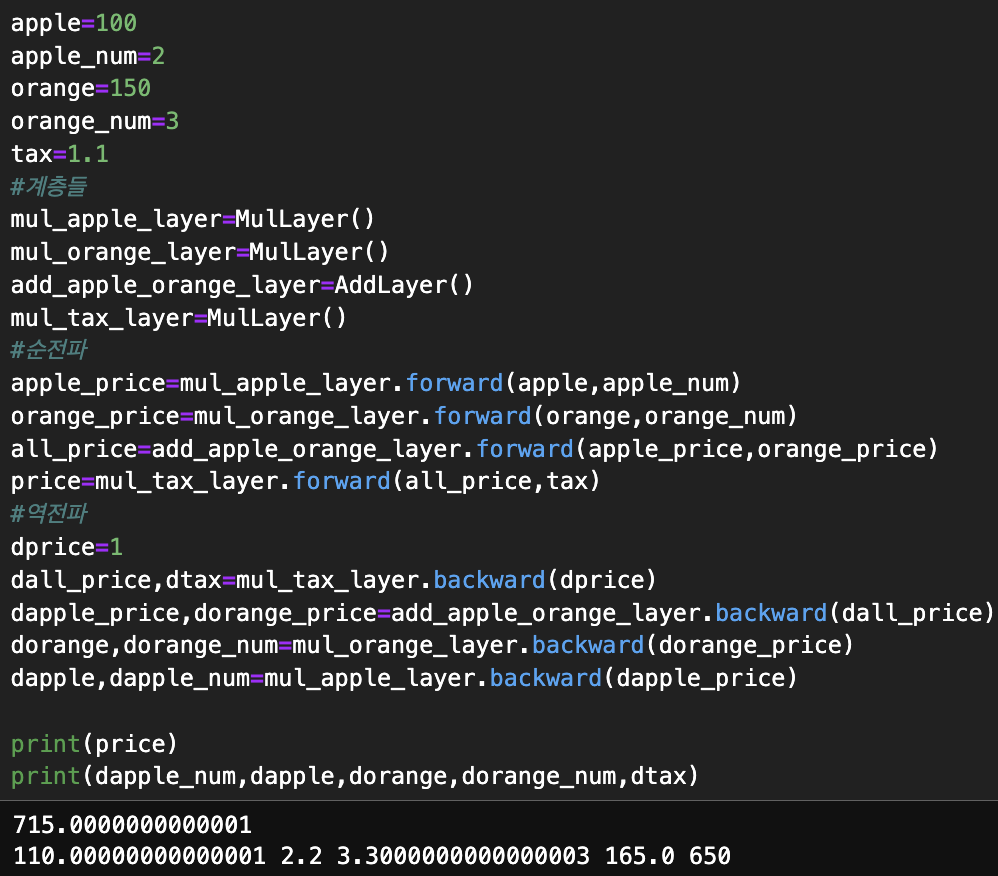 apple=100
apple_num=2
orange=150
orange_num=3
tax=1.1
#계층들
mul_apple_layer=MulLayer()
mul_orange_layer=MulLayer()
add_apple_orange_layer=AddLayer()
mul_tax_layer=MulLayer()
#순전파
apple_price=mul_apple_layer.forward(apple,apple_num)
orange_price=mul_orange_layer.forward(orange,orange_num)
all_price=add_apple_orange_layer.forward(apple_price,orange_price)
price=mul_tax_layer.forward(all_price,tax)
#역전파
dprice=1
dall_price,dtax=mul_tax_layer.backward(dprice)
dapple_price,dorange_price=add_apple_orange_layer.backward(dall_price)
dorange,dorange_num=mul_orange_layer.backward(dorange_price)
dapple,dapple_num=mul_apple_layer.backward(dapple_price)
print(price)
print(dapple_num,dapple,dorange,dorange_num,dtax)
715.0000000000001
110.00000000000001 2.2 3.3000000000000003 165.0 650